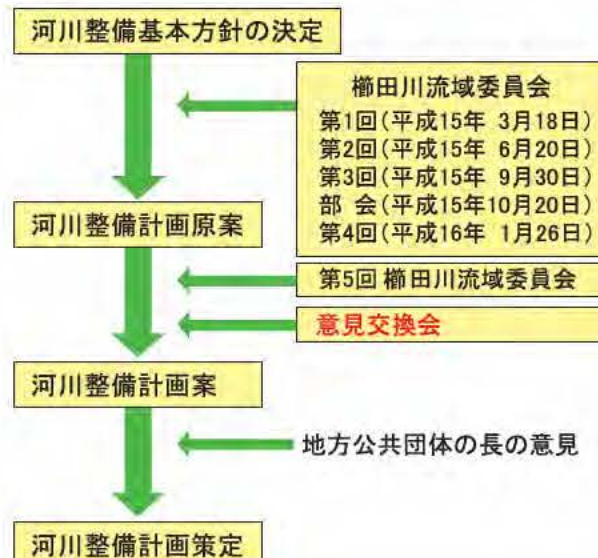 河川整備基本方針の決定
櫛田川流域委員会
第1回(平成15年 3月18日)
第2回(平成15年 6月20日)
第3回(平成15年 9月30日)
部 会(平成15年10月20日)
第4回(平成16年 1月26日)
河川整備計画原案
第5回 櫛田川流域委員会
意見交換会
河川整備計画案
地方公共団体の長の意見
河川整備計画策定